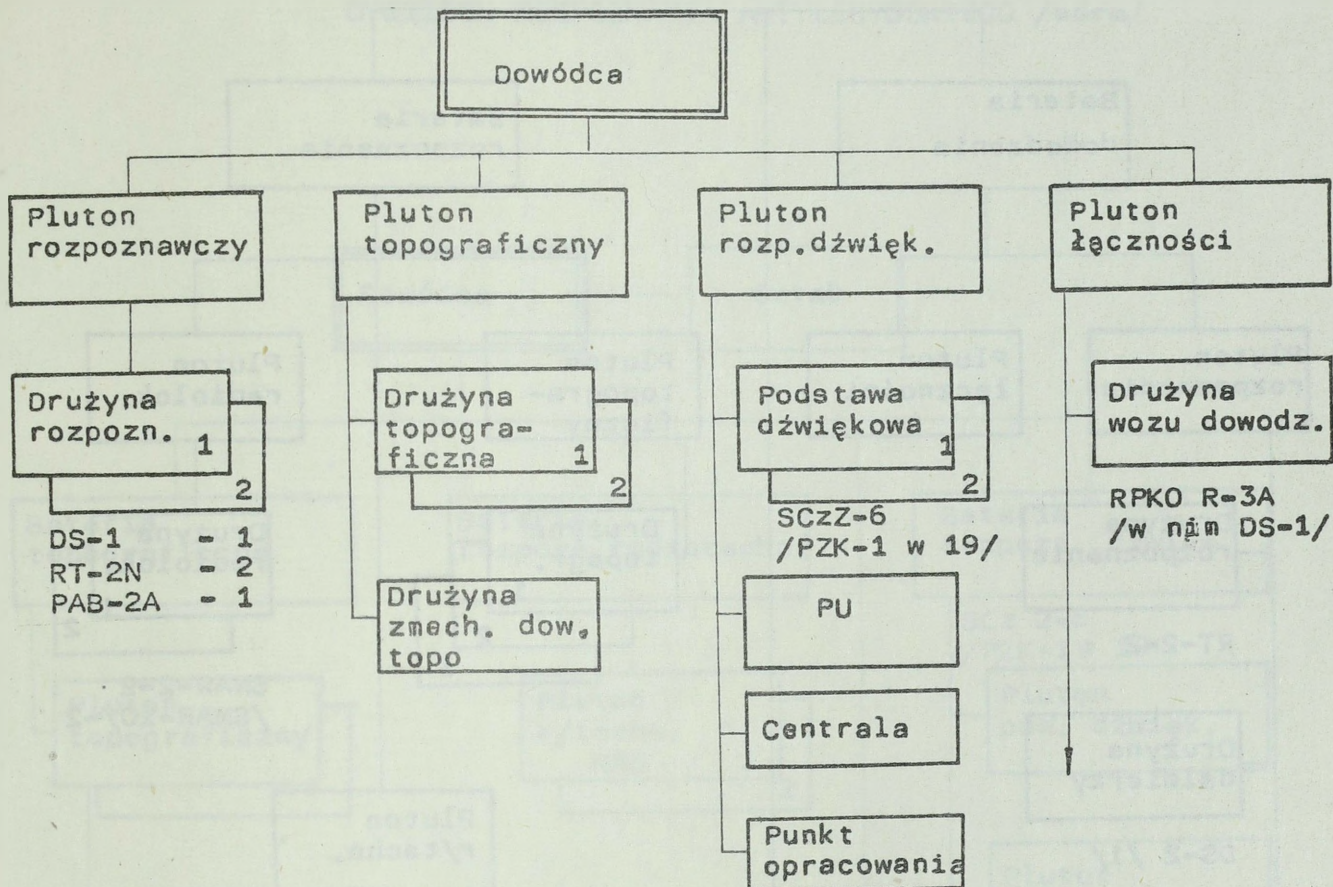 Dowódca
Pluton
rozpoznawczy
Pluton
topograficzny
Pluton
rozp.dźwięk.
Pluton
łączności
Drużyna
rozpozn.
1
2
DS-1 - 1
RT-2N - 2
PAB-2A - 1
Drużyna
topogra-
ficzna 1
2
Drużyna
zmech. dow.
topo
Podstawa
dźwiękowa
1
2
SCzZ-6
/PZK-1 w 19/
PU
Centrala
Punkt
opracowania
Drużyna
wozu dowodz.
RPKO R-3A
/w nim DS-1/